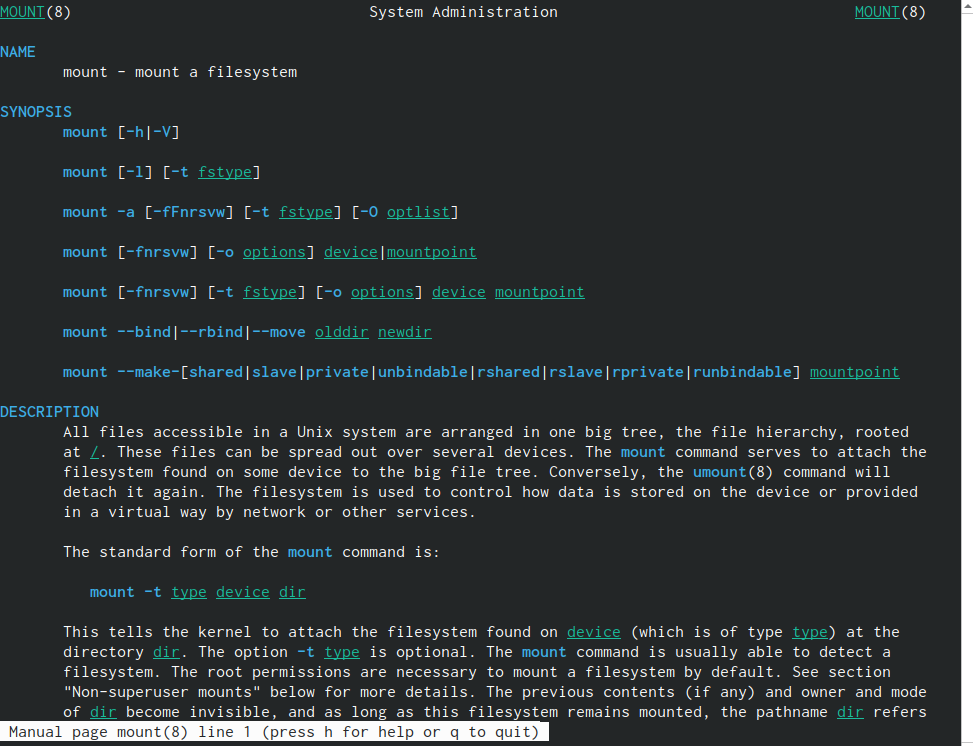 MOUNT(8) System Administration MOUNT(8)
NAME
mount - mount a filesystem
SYNOPSIS
mount [-h|-V]
mount [-l] [-t fstype]
mount -a [-fFnrsvw] [-t fstype] [-O optlist]
mount [-fnrsvw] [-o options] device|mountpoint
mount [-fnrsvw] [-t fstype] [-o options] device mountpoint
mount --bind|--rbind|--move olddir newdir
mount --make-[shared|slave|private|unbindable|rshared|rslave|rprivate|runbindable] mountpoint
DESCRIPTION
All files accessible in a Unix system are arranged in one big tree, the file hierarchy, rooted
at /. These files can be spread out over several devices. The mount command serves to attach the
filesystem found on some device to the big file tree. Conversely, the umount(8) command will
detach it again. The filesystem is used to control how data is stored on the device or provided
in a virtual way by network or other services.
The standard form of the mount command is:
mount -t type device dir
This tells the kernel to attach the filesystem found on device (which is of type type) at the
directory dir. The option -t type is optional. The mount command is usually able to detect a
filesystem. The root permissions are necessary to mount a filesystem by default. See section
"Non-superuser mounts" below for more details. The previous contents (if any) and owner and mode
of dir become invisible, and as long as this filesystem remains mounted, the pathname dir refers
Manual page mount(8) line 1 (press h for help or q to quit)